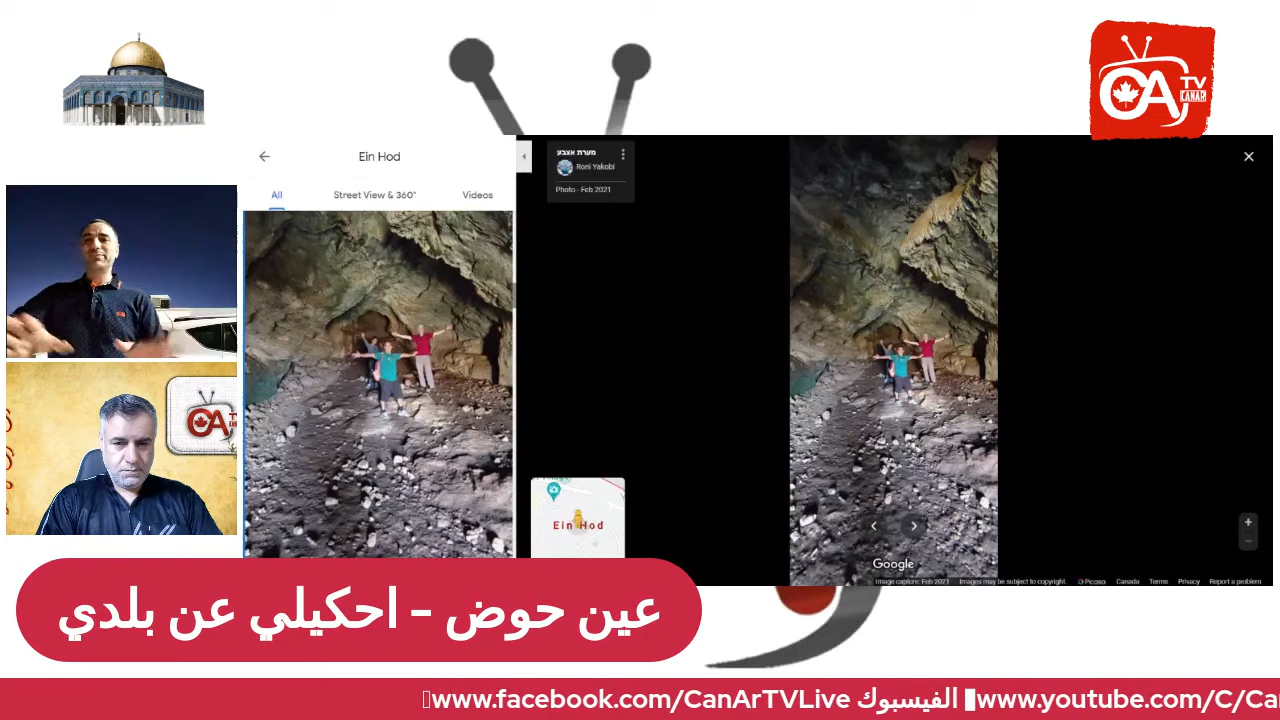 CA TV
CANAR
Ein Hod
מערת אצבע
Roni Yakobi
Photo - Feb 2021
All Street View & 360° Videos
Ein Hod
Google
Image capture: Feb 2021 Images may be subject to copyright. Canada Terms Privacy Report a problem
عين حوض - احكيلي عن بلدي
www.facebook.com/CanArTVLive الفيسبوك www.youtube.com/C/Ca